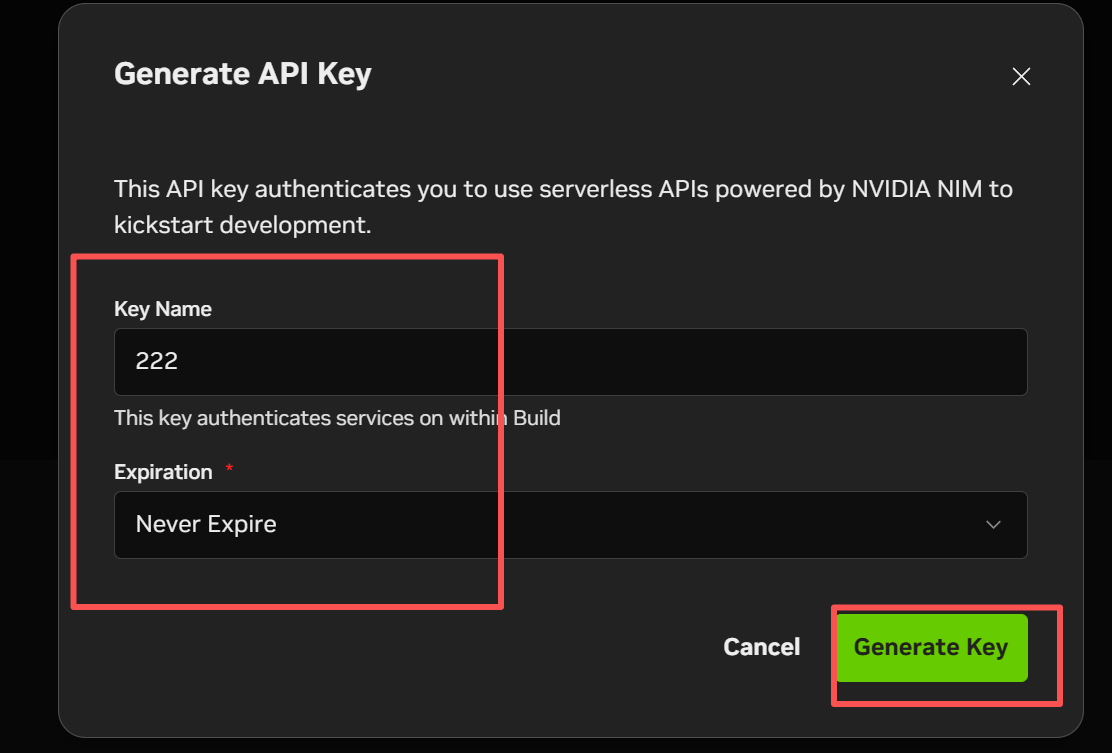 Generate API Key
This API key authenticates you to use serverless APIs powered by NVIDIA NIM to
kickstart development.
Key Name
222
This key authenticates services on within Build
Expiration *
Never Expire
Cancel
Generate Key